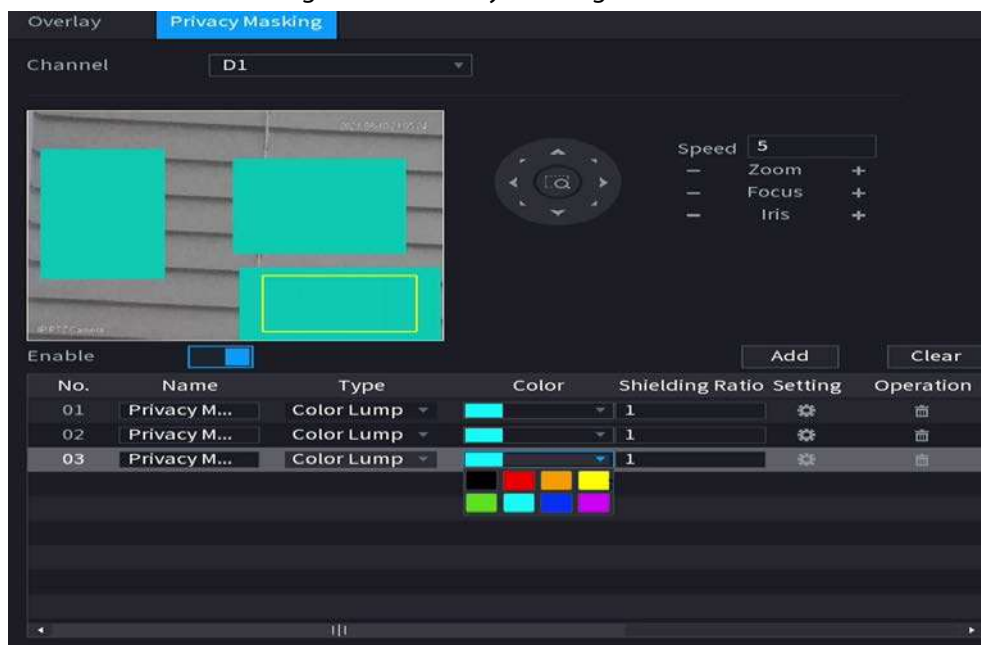 Overlay Privacy Masking
Channel D1
Speed 5
- Zoom +
- Focus +
- Iris +
Enable Add Clear
No. Name Type Color Shielding Ratio Setting Operation
01 Privacy M... Color Lump 1
02 Privacy M... Color Lump 1
03 Privacy M... Color Lump 1